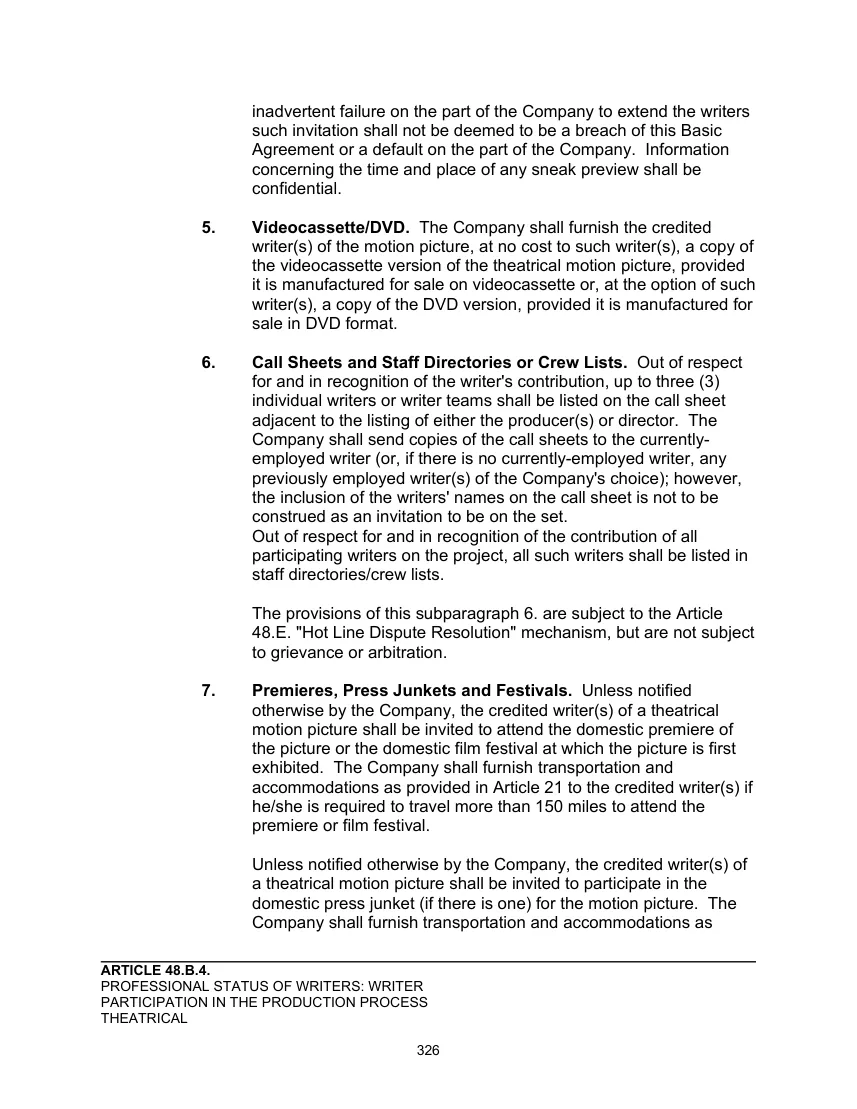 inadvertent failure on the part of the Company to extend the writers
such invitation shall not be deemed to be a breach of this Basic
Agreement or a default on the part of the Company.  Information
concerning the time and place of any sneak preview shall be
confidential.
5. Videocassette/DVD.  The Company shall furnish the credited
writer(s) of the motion picture, at no cost to such writer(s), a copy of
the videocassette version of the theatrical motion picture, provided
it is manufactured for sale on videocassette or, at the option of such
writer(s), a copy of the DVD version, provided it is manufactured for
sale in DVD format.
6. Call Sheets and Staff Directories or Crew Lists.  Out of respect
for and in recognition of the writer's contribution, up to three (3)
individual writers or writer teams shall be listed on the call sheet
adjacent to the listing of either the producer(s) or director.  The
Company shall send copies of the call sheets to the currently-
employed writer (or, if there is no currently-employed writer, any
previously employed writer(s) of the Company's choice); however,
the inclusion of the writers' names on the call sheet is not to be
construed as an invitation to be on the set.
Out of respect for and in recognition of the contribution of all
participating writers on the project, all such writers shall be listed in
staff directories/crew lists.
The provisions of this subparagraph 6. are subject to the Article
48.E. "Hot Line Dispute Resolution" mechanism, but are not subject
to grievance or arbitration.
7. Premieres, Press Junkets and Festivals.  Unless notified
otherwise by the Company, the credited writer(s) of a theatrical
motion picture shall be invited to attend the domestic premiere of
the picture or the domestic film festival at which the picture is first
exhibited.  The Company shall furnish transportation and
accommodations as provided in Article 21 to the credited writer(s) if
he/she is required to travel more than 150 miles to attend the
premiere or film festival.
Unless notified otherwise by the Company, the credited writer(s) of
a theatrical motion picture shall be invited to participate in the
domestic press junket (if there is one) for the motion picture.  The
Company shall furnish transportation and accommodations as
ARTICLE 48.B.4.
PROFESSIONAL STATUS OF WRITERS: WRITER
PARTICIPATION IN THE PRODUCTION PROCESS
THEATRICAL
326